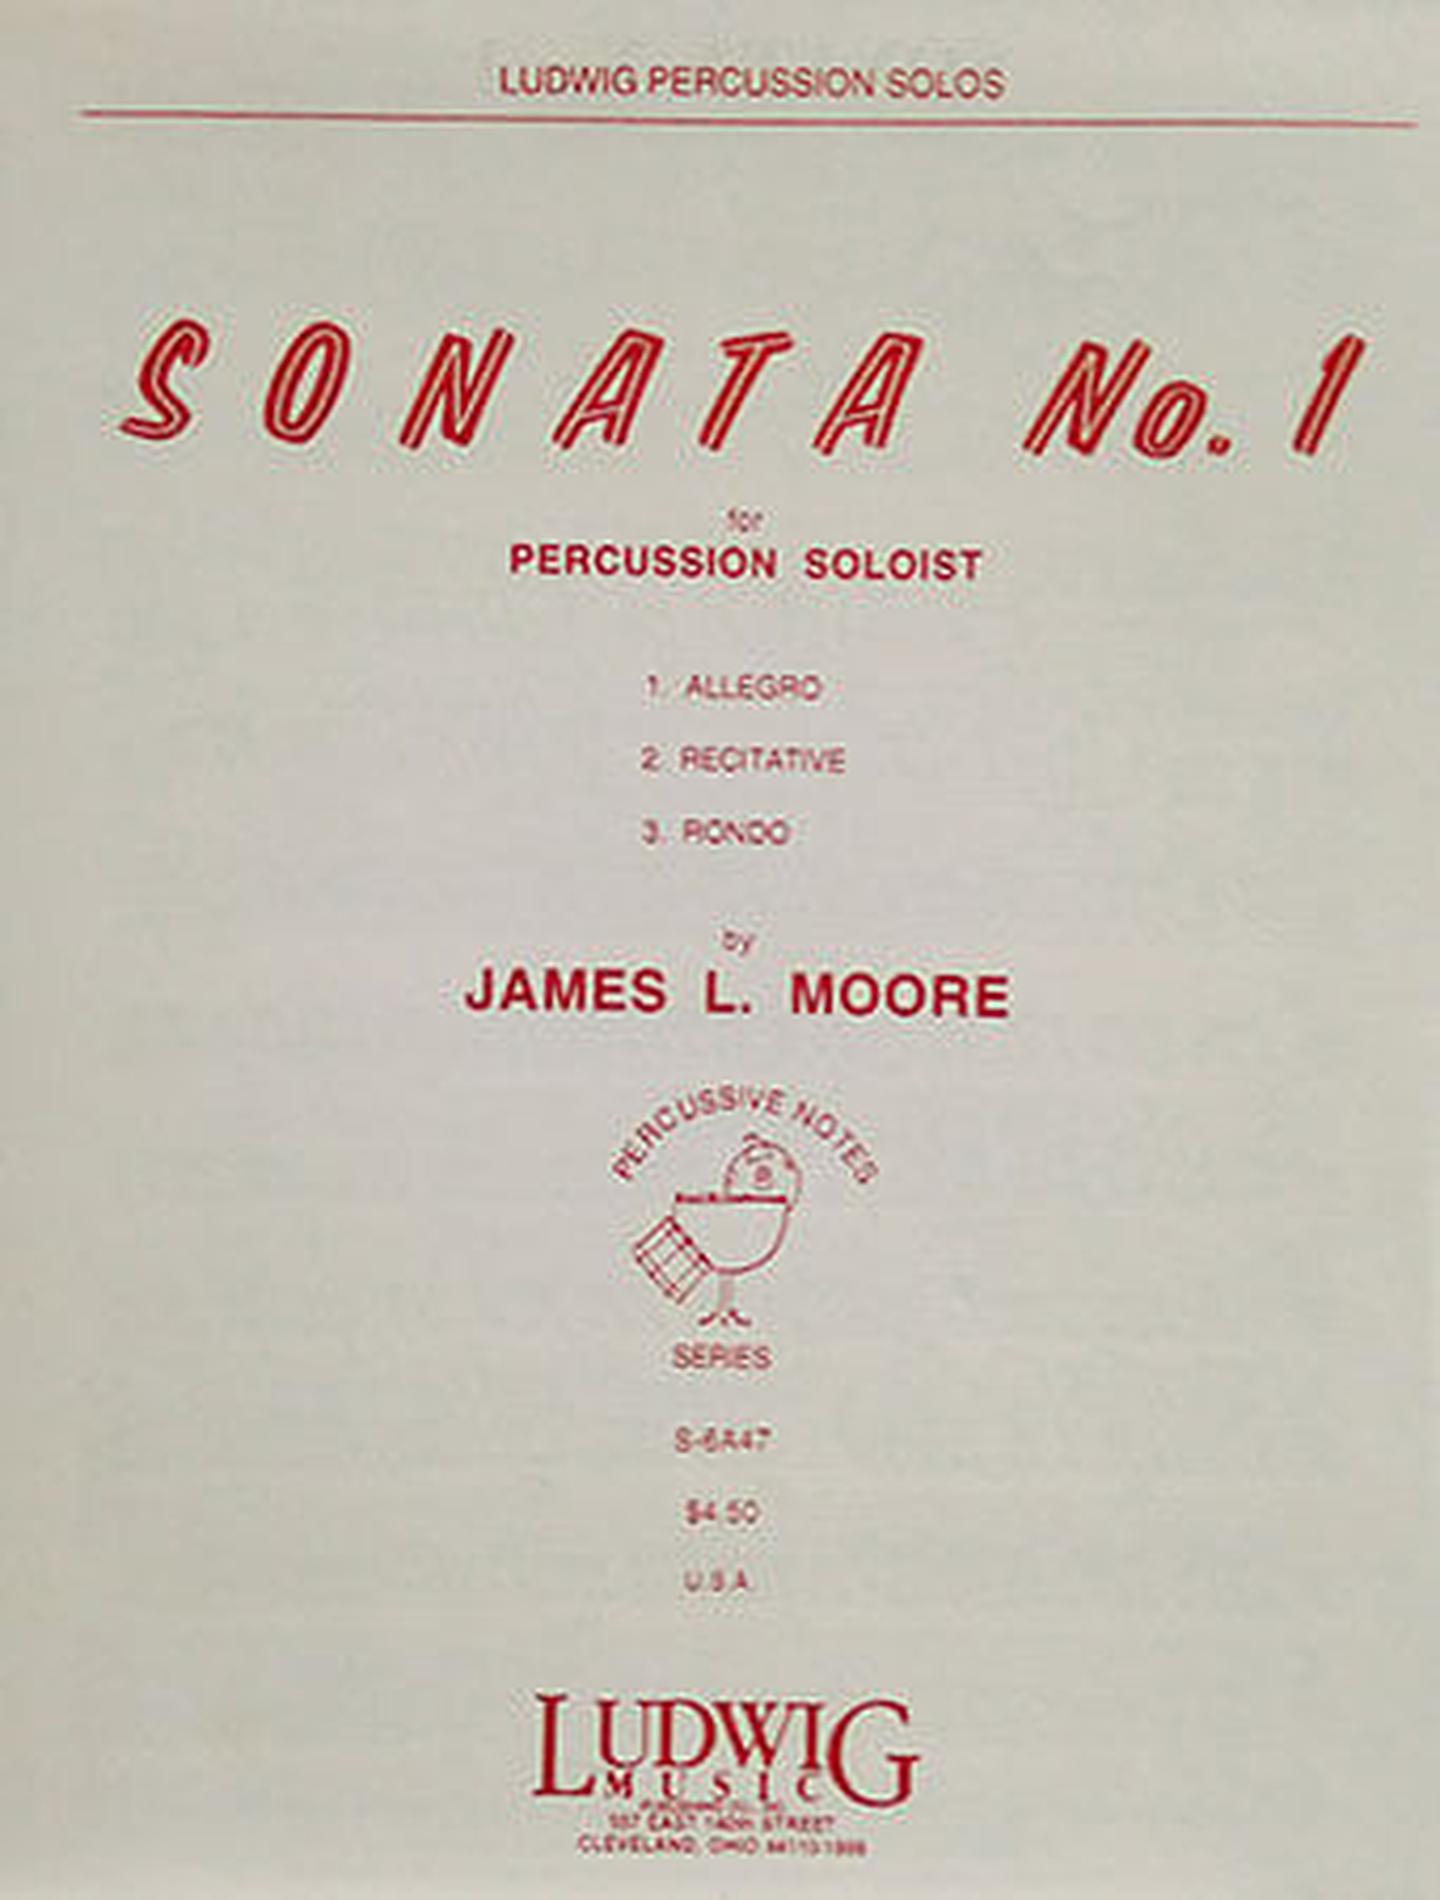 LUDWIG PERCUSSION SOLOS
SONATA No. 1
for
PERCUSSION SOLOIST
1. ALLEGRO
2. RECITATIVE
3. RONDO
by
JAMES L. MOORE
PERCUSSIVE NOTES
SERIES
S-6A47
$4.50
U.S.A.
LUDWIG
MUSIC
EAST 140th STREET
CLEVELAND, OHIO